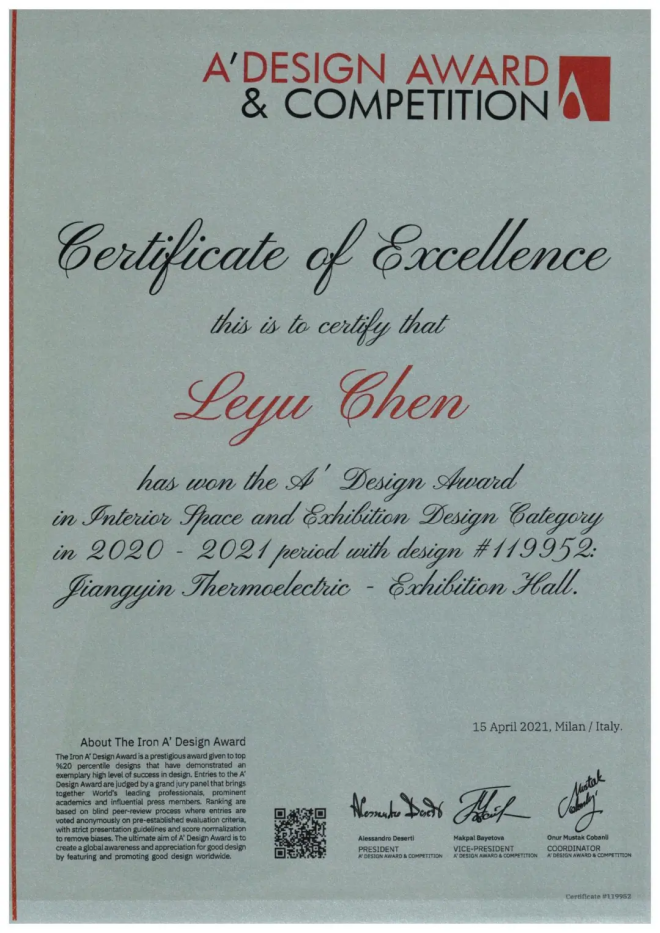 A'DESIGN AWARD
& COMPETITION
Certificate of Excellence
this is to certify that
Leyu Chen
has won the A' Design Award
in Interior Space and Exhibition Design Category
in 2020 - 2021 period with design #119952:
Jiangyin Thermoelectric - Exhibition Hall.
15 April 2021, Milan / Italy.
About The Iron A' Design Award
The Iron A' Design Award is a prestigious award given to top
%20 percentile designs that have demonstrated an
exemplary high level of success in design. Entries to the A'
Design Award are judged by a grand jury panel that brings
together World's leading professionals, prominent
academics and influential press members. Ranking are
based on blind peer-review process where entries are
voted anonymously on pre-established evaluation criteria,
with strict presentation guidelines and score normalization
to remove biases. The ultimate aim of A' Design Award is to
create a global awareness and appreciation for good design
by featuring and promoting good design worldwide.
Alessandro Deserti
PRESIDENT
A' DESIGN AWARD & COMPETITION
Makpal Bayetova
VICE-PRESIDENT
A' DESIGN AWARD & COMPETITION
Onur Mustak Cobanli
COORDINATOR
A' DESIGN AWARD & COMPETITION
Certificate #119952